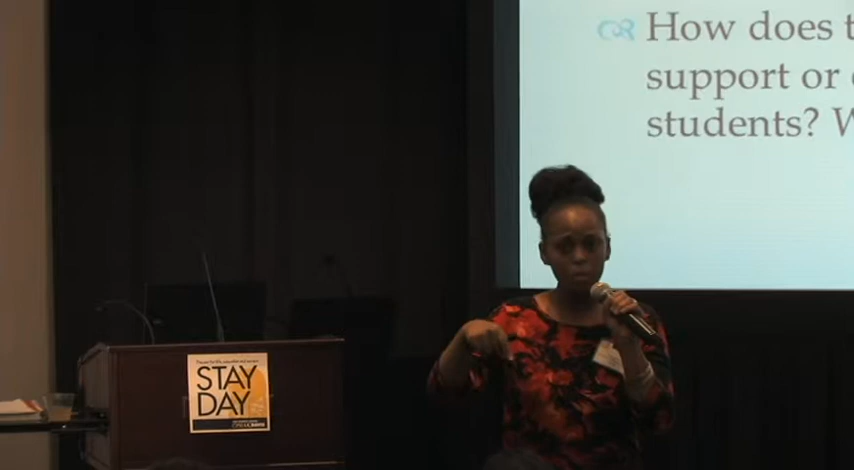 How does t
support or
students? W
STAY
DAY